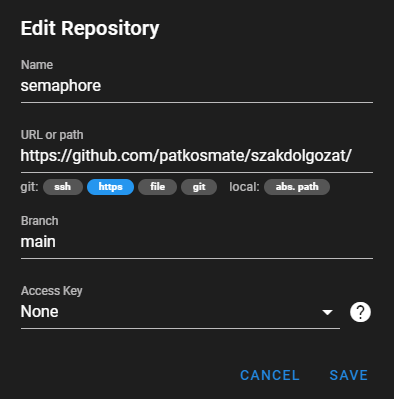 Edit Repository
Name
semaphore
URL or path
https://github.com/patkosmate/szakdolgozat/
git: ssh https file git local: abs. path
Branch
main
Access Key
None
?
CANCEL SAVE